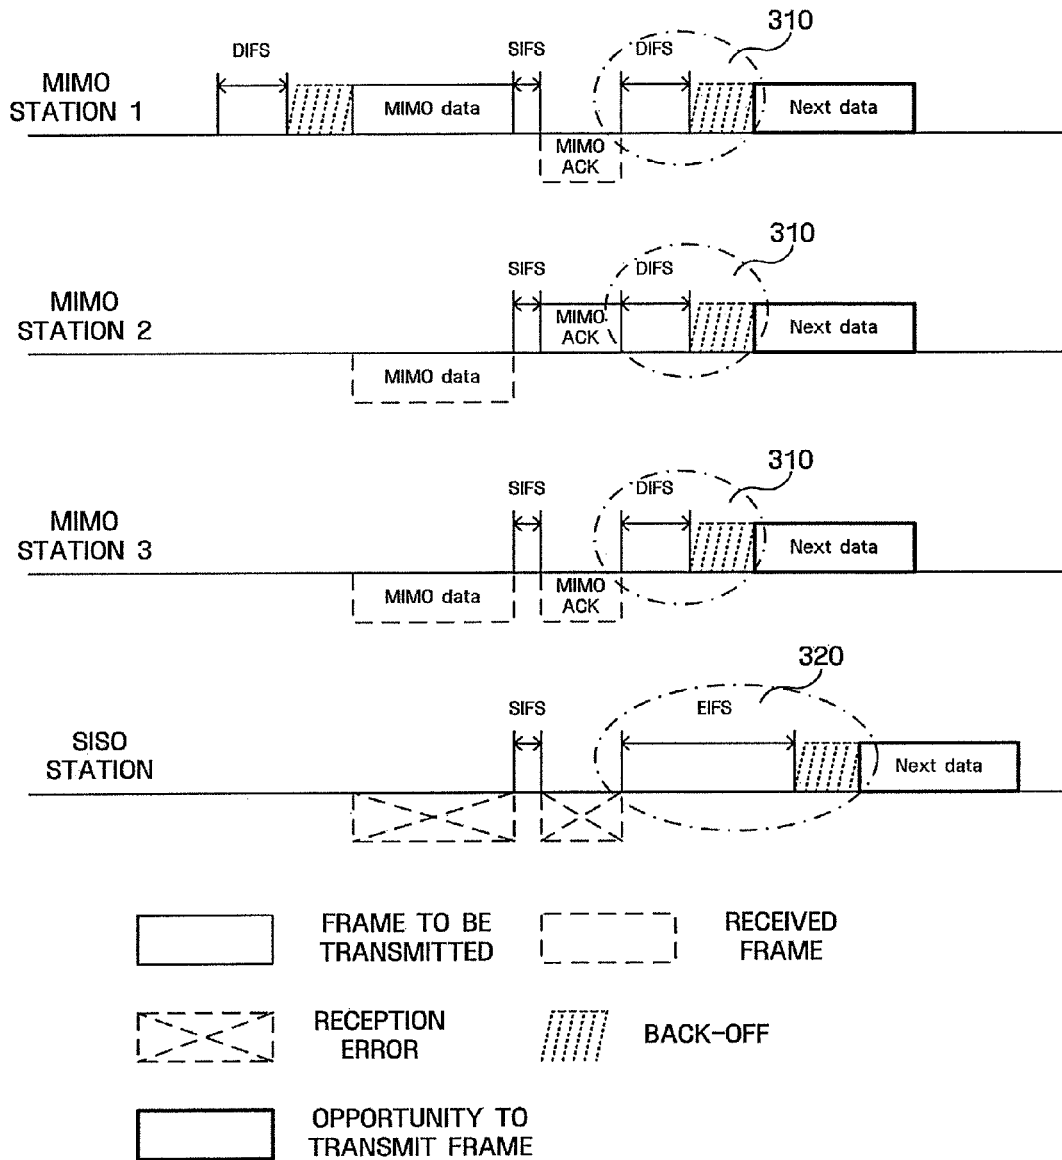 310
DIFS
SIFS
DIFS
MIMO
STATION 1
MIMO data
Next data
MIMO
ACK
310
SIFS
DIFS
MIMO
STATION 2
MIMO
ACK
Next data
MIMO data
310
SIFS
DIFS
MIMO
STATION 3
Next data
MIMO data
MIMO
ACK
320
SIFS
EIFS
SISO
STATION
Next data
FRAME TO BE
TRANSMITTED
RECEIVED
FRAME
RECEPTION
ERROR
BACK-OFF
OPPORTUNITY TO
TRANSMIT FRAME